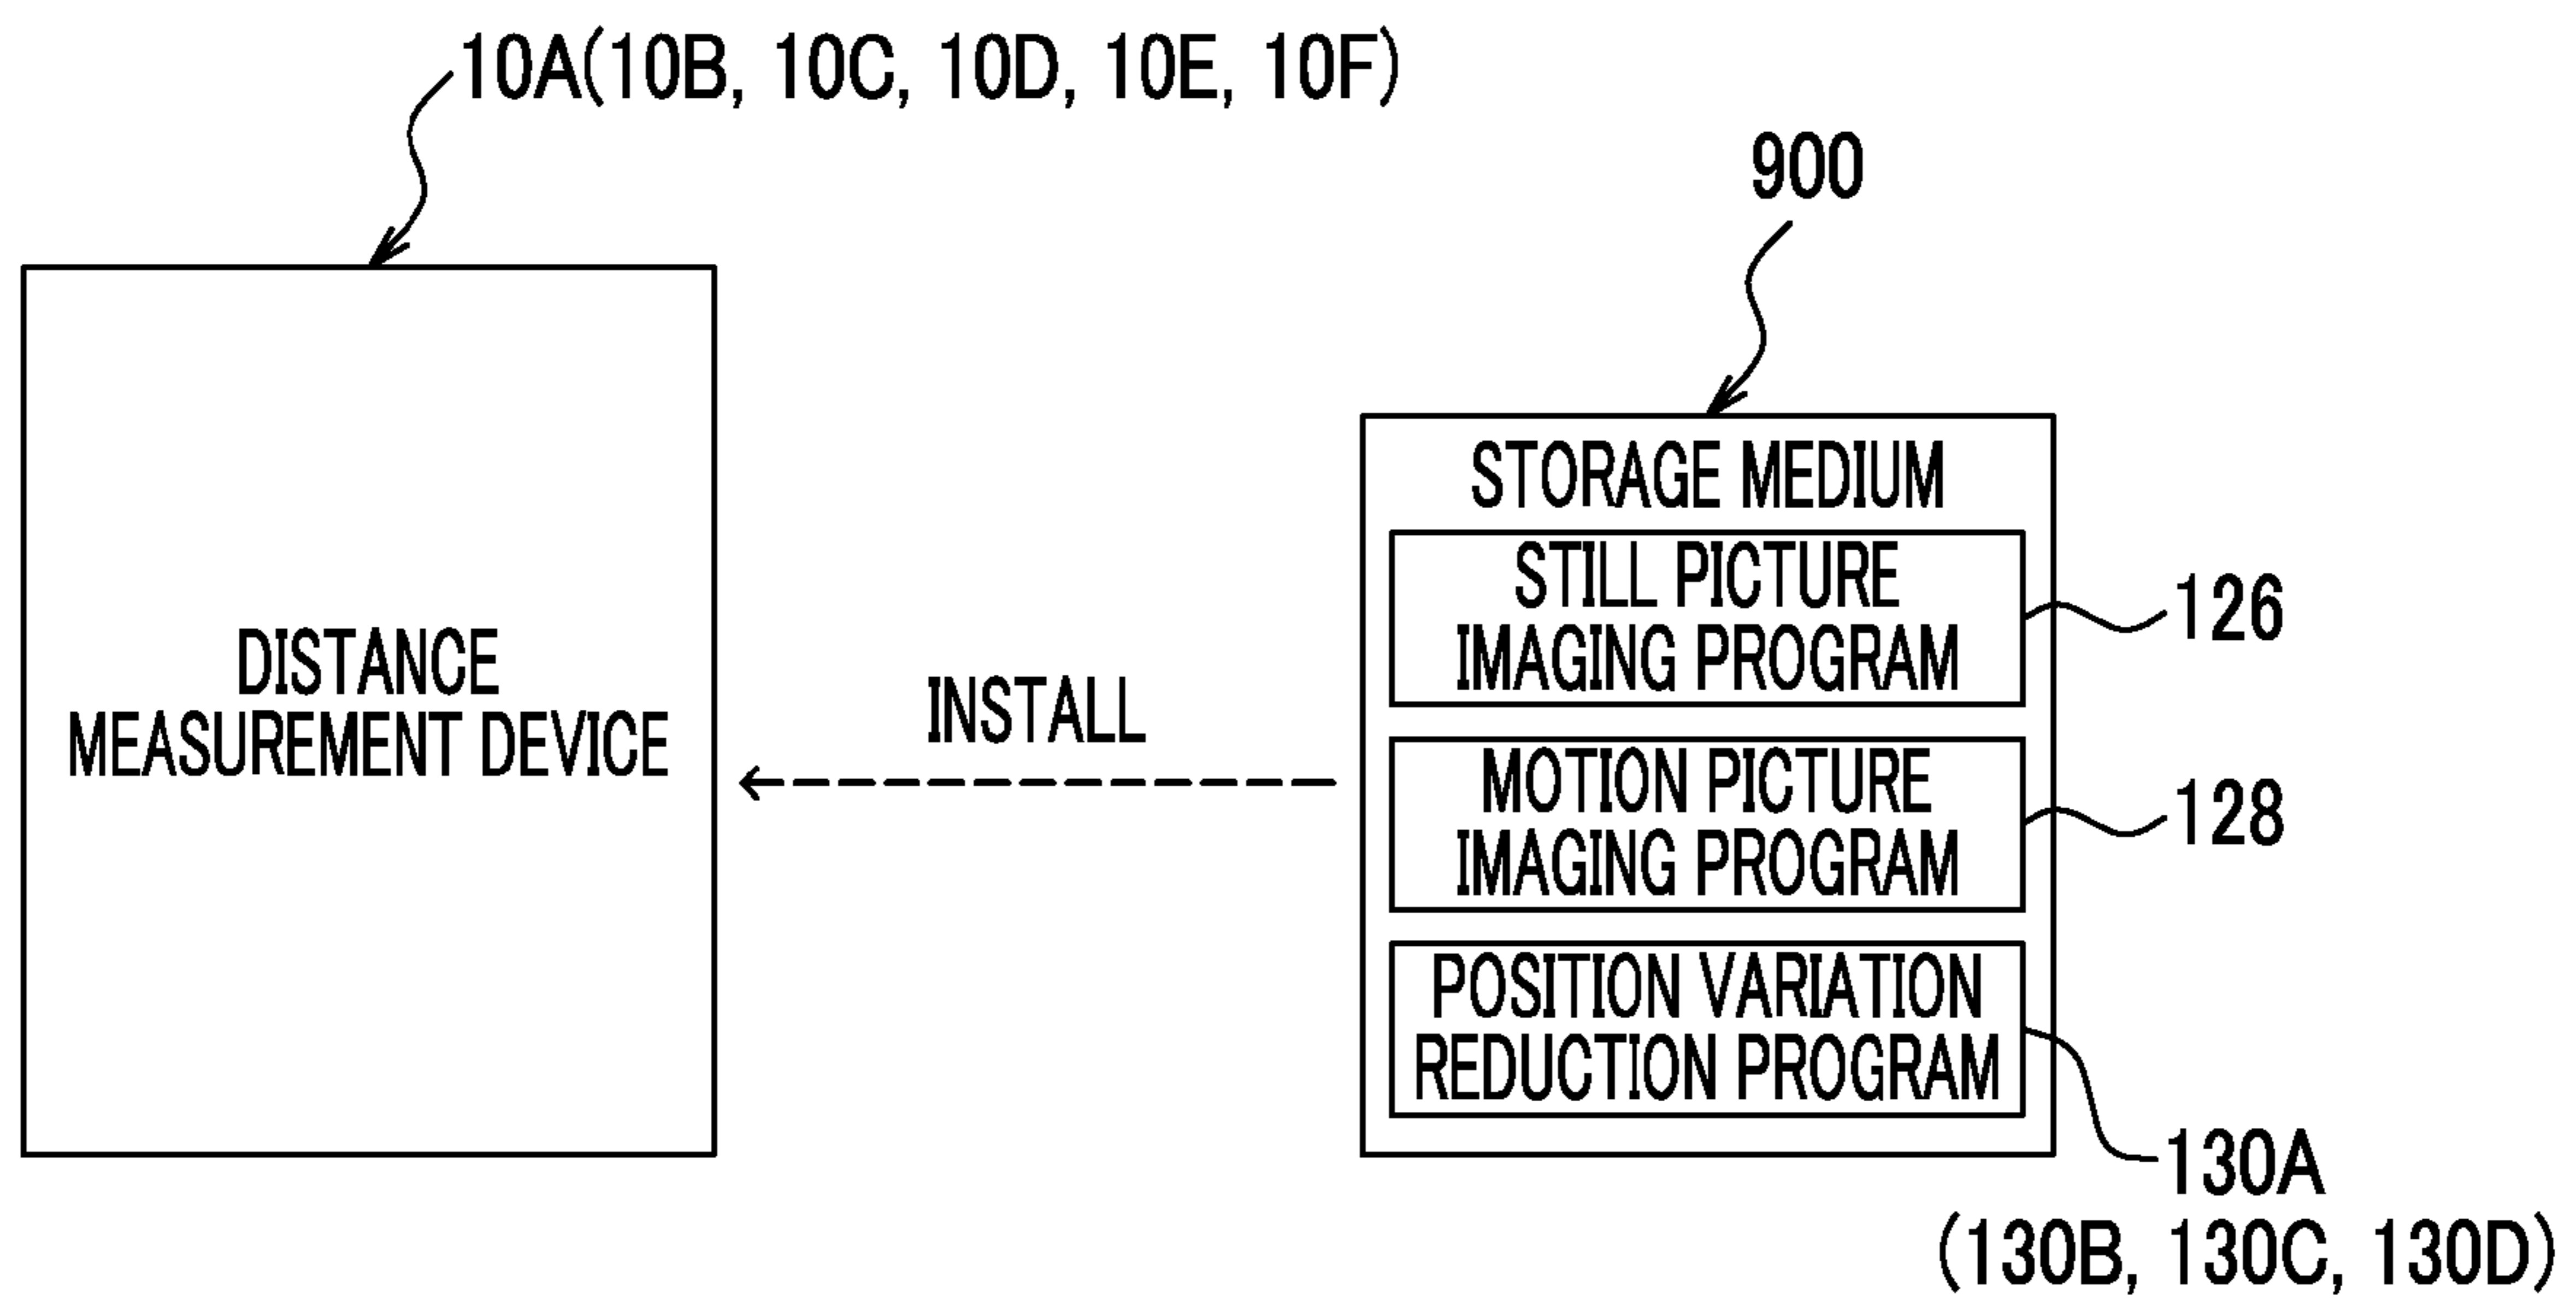 10A(10B, 10C, 10D, 10E, 10F)
900
DISTANCE
MEASUREMENT DEVICE
INSTALL
STORAGE MEDIUM
STILL PICTURE
IMAGING PROGRAM
126
MOTION PICTURE
IMAGING PROGRAM
128
POSITION VARIATION
REDUCTION PROGRAM
130A
(130B, 130C, 130D)